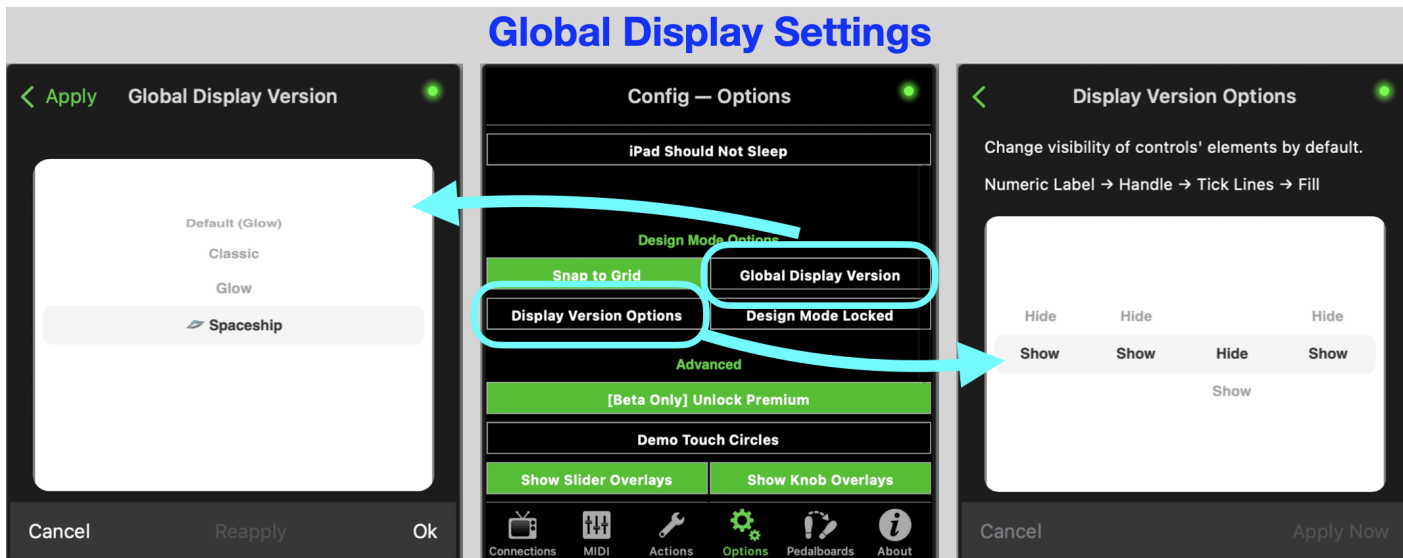 Global Display Settings
Apply
Global Display Version
Default (Glow)
Classic
Glow
Spaceship
Cancel
Reapply
Ok
Config — Options
iPad Should Not Sleep
Design Mode Options
Snap to Grid
Global Display Version
Display Version Options
Design Mode Locked
Advanced
[Beta Only] Unlock Premium
Demo Touch Circles
Show Slider Overlays
Show Knob Overlays
Connections
MIDI
Actions
Options
Pedalboards
About
Display Version Options
Change visibility of controls' elements by default.
Numeric Label → Handle → Tick Lines → Fill
Hide Hide Hide
Show Show Hide Show
Show
Cancel
Apply Now